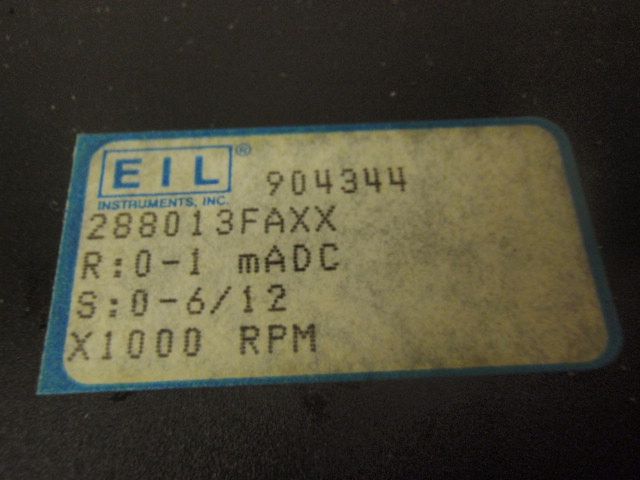 EIL® 904344
INSTRUMENTS, INC.
288013FAXX
R:0-1 mADC
S:0-6/12
X1000 RPM